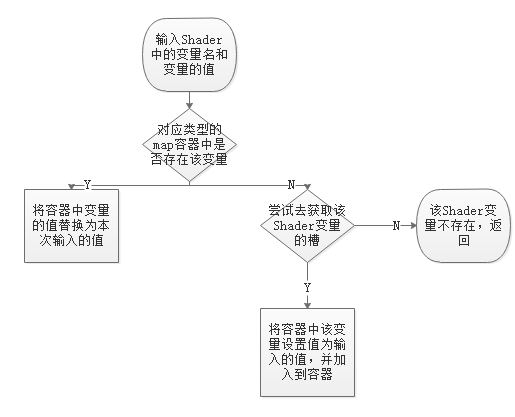 输入Shader
中的变量名和
变量的值
对应类型的
map容器中是
否存在该变量
Y
N
将容器中变量
的值替换为本
次输入的值
尝试去获取该
Shader变量
的槽
N
该Shader变
量不存在，返
回
Y
将容器中该变
量设置值为输
入的值，并加
入到容器